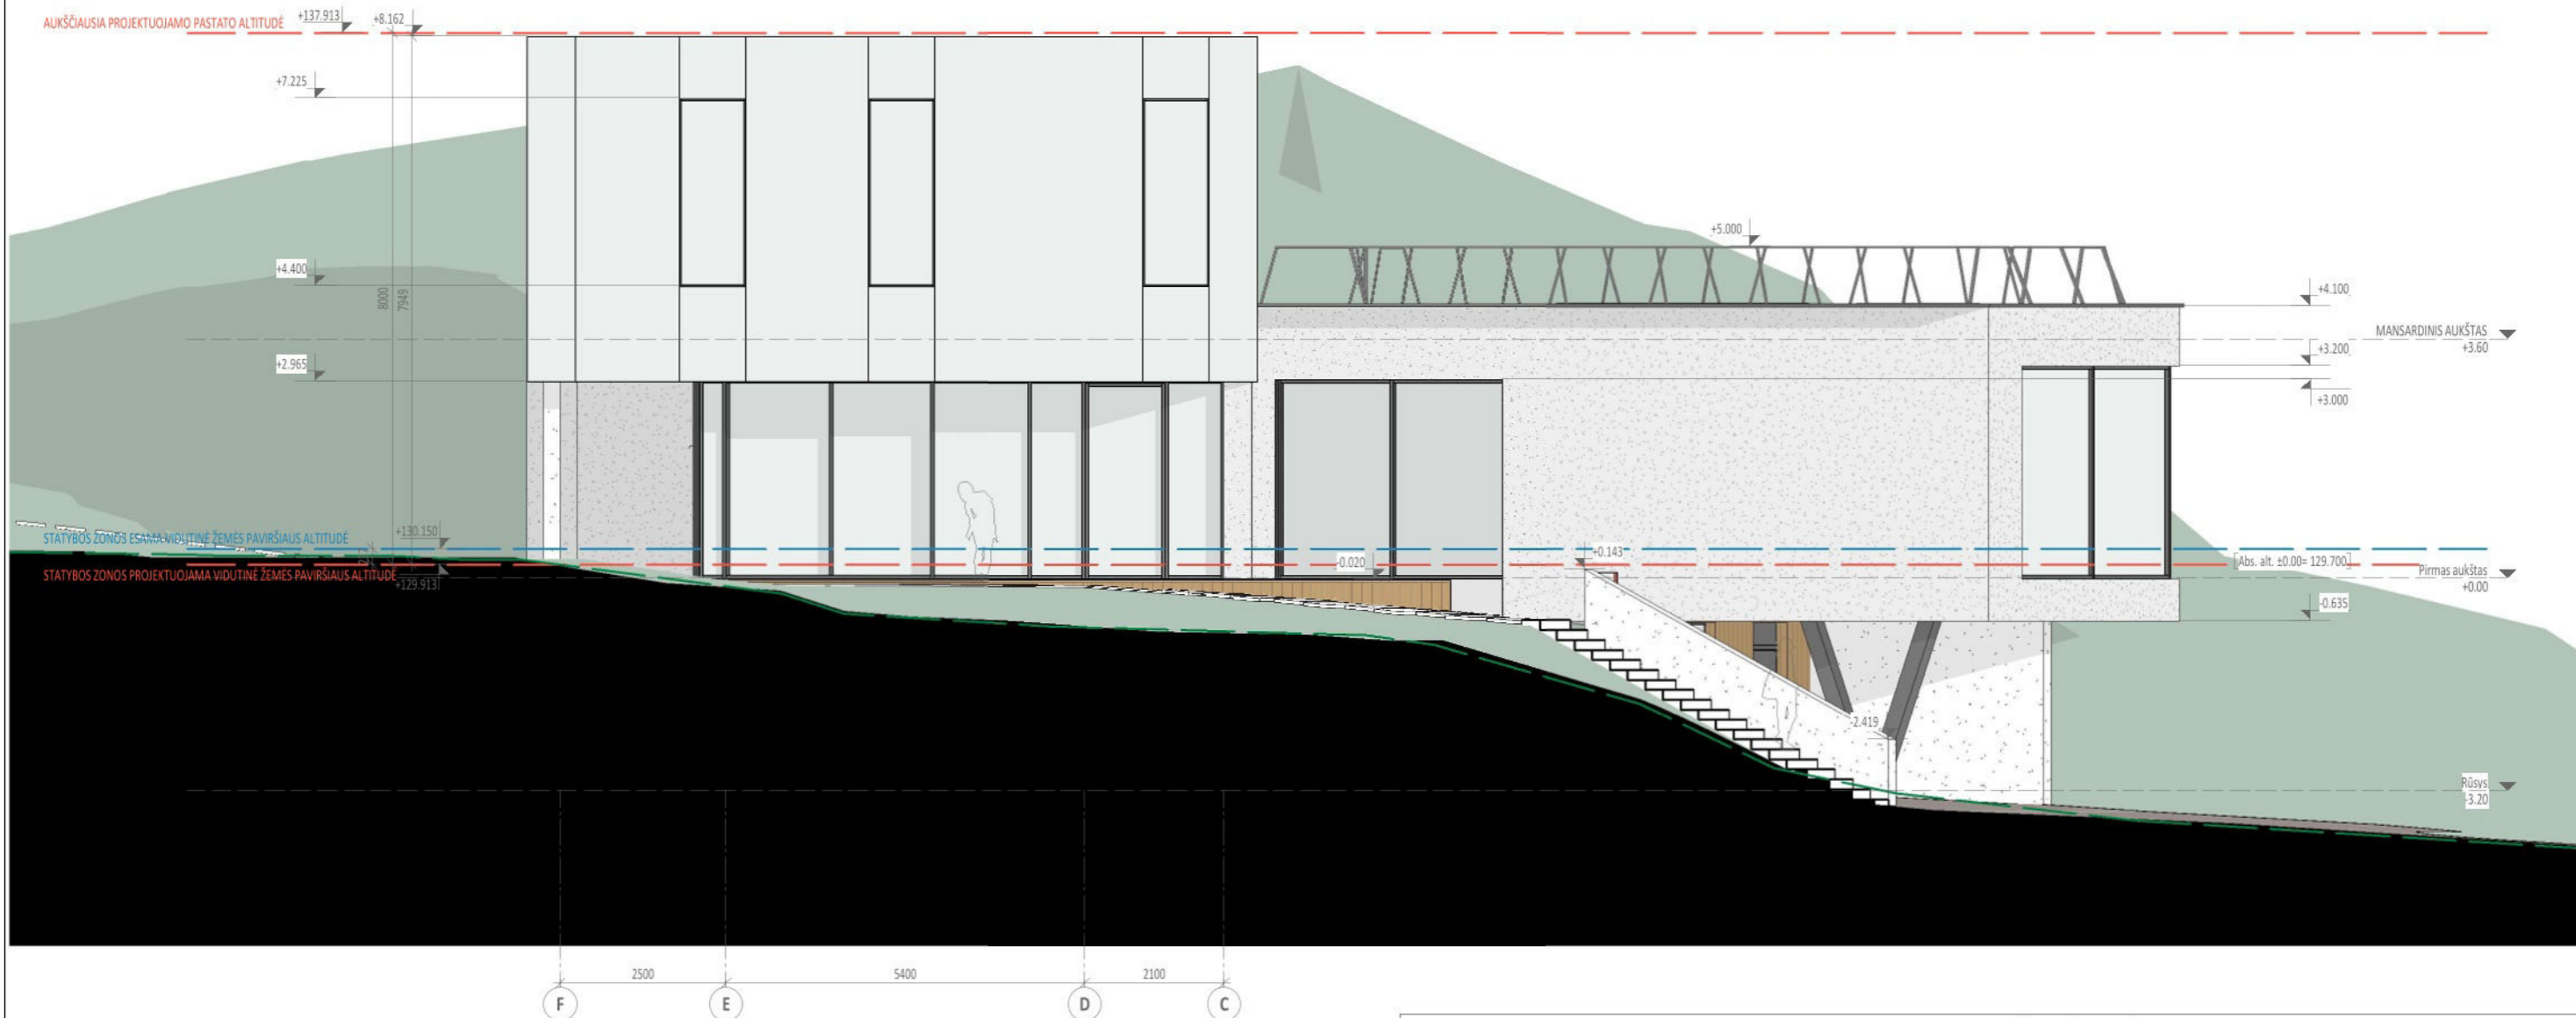 AUKŠČIAUSIA PROJEKTUOJAMO PASTATO ALTITUDĖ
+137.913
+8.162
+7.225
+5.000
+4.400
8000
7949
+4.100
MANSARDINIS AUKŠTAS
+3.60
+3.200
+2.965
+3.000
+130.150
STATYBOS ZONOS ESAMA VIDUTINĖ ŽEMĖS PAVIRŠIAUS ALTITUDĖ
+0.143
-0.020
Abs. alt. ±0.00= 129.700
STATYBOS ZONOS PROJEKTUOJAMA VIDUTINĖ ŽEMĖS PAVIRŠIAUS ALTITUDĖ
+129.913
Pirmas aukštas
+0.00
-0.635
-2.419
Rūsys
-3.20
2500
5400
2100
F
E
D
C